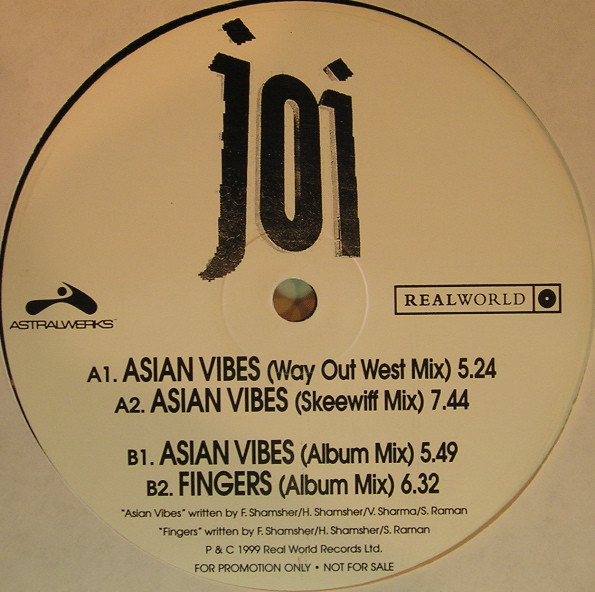 joi
ASTRALWERKS™
REALWORLD
A1. ASIAN VIBES (Way Out West Mix) 5.24
A2. ASIAN VIBES (Skeewiff Mix) 7.44
B1. ASIAN VIBES (Album Mix) 5.49
B2. FINGERS (Album Mix) 6.32
"Asian Vibes" written by F. Shamsher/H. Shamsher/V. Sharma/S. Raman
"Fingers" written by F. Shamsher/H. Shamsher/S. Raman
P & C 1999 Real World Records Ltd.
FOR PROMOTION ONLY • NOT FOR SALE